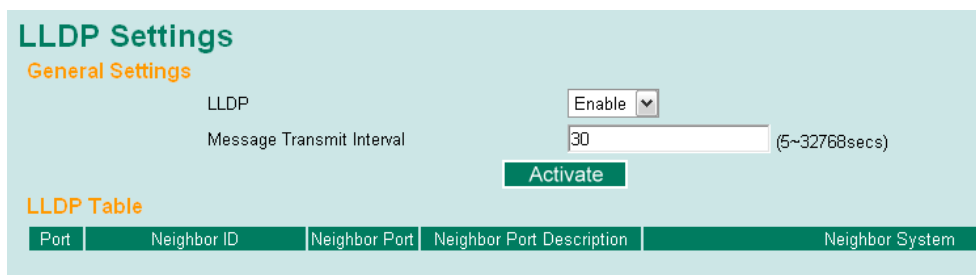 LLDP Settings
General Settings
LLDP Enable
Message Transmit Interval 30 (5~32768secs)
Activate
LLDP Table
Port Neighbor ID Neighbor Port Neighbor Port Description Neighbor System